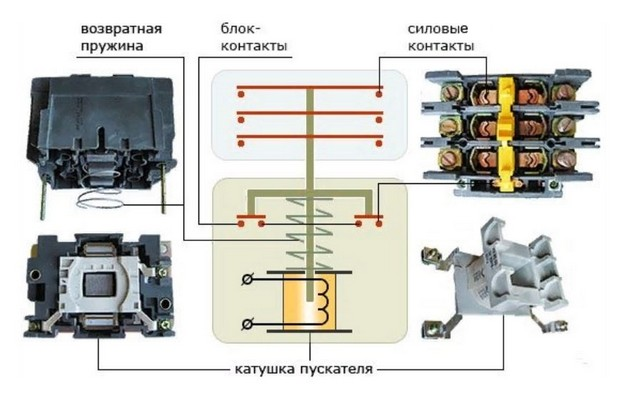 возвратная
пружина
блок-
контакты
силовые
контакты
катушка пускателя